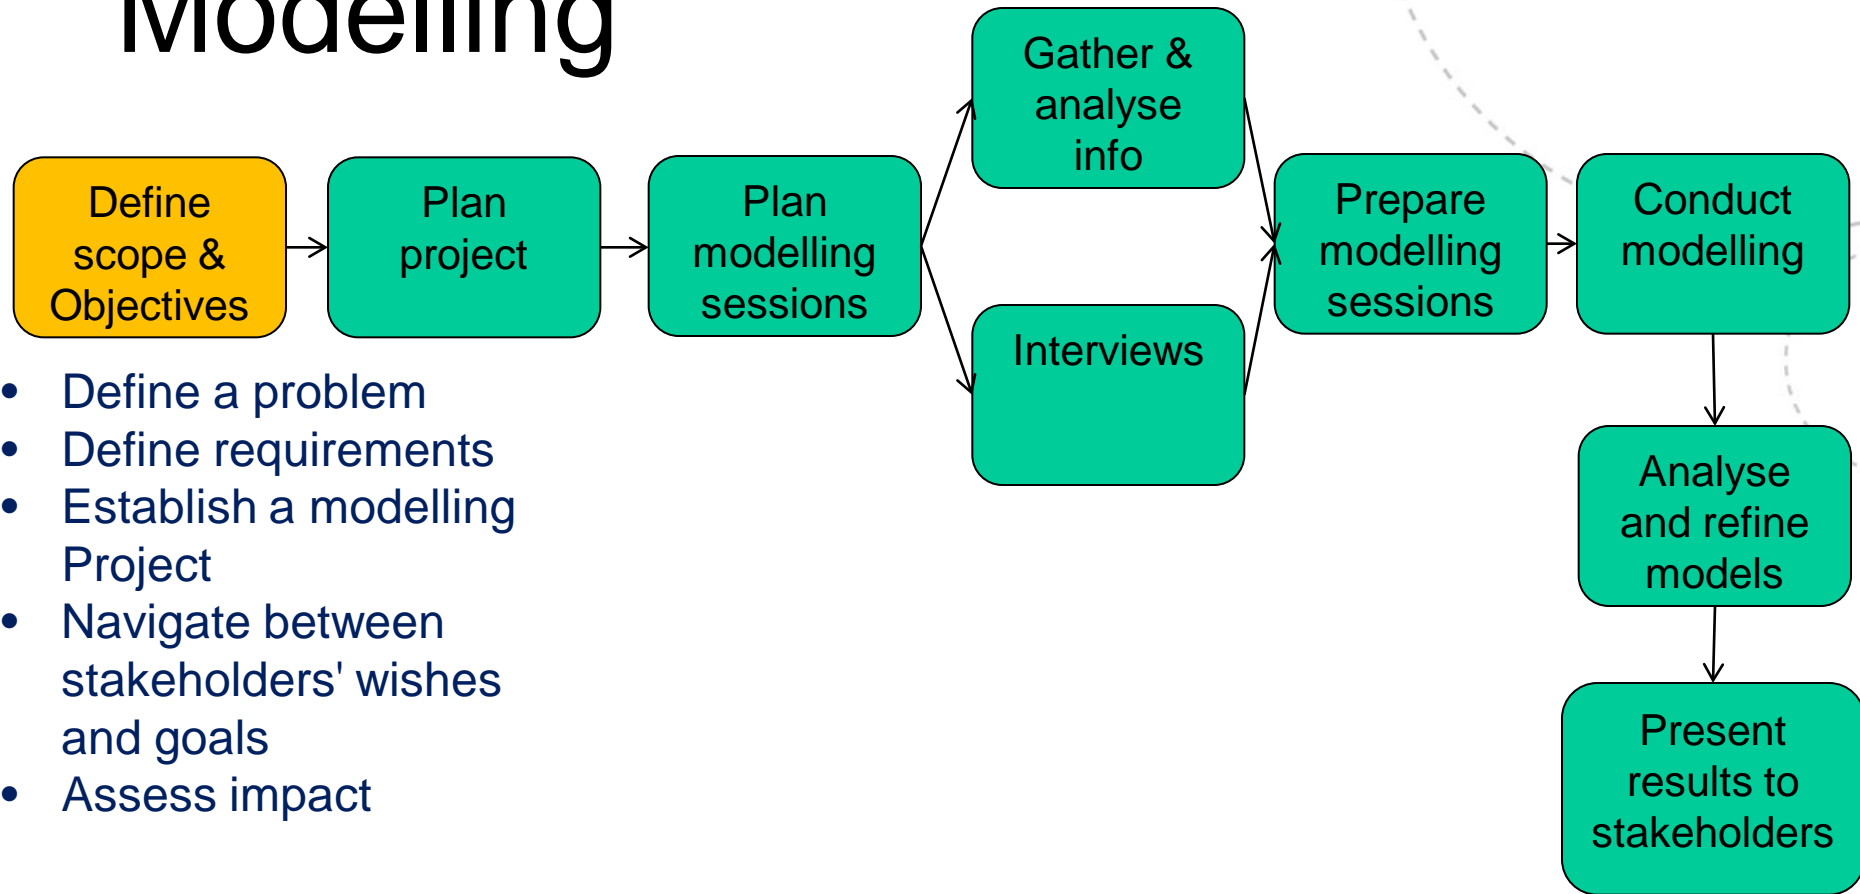 Modelling
Define
scope &
Objectives
Plan
project
Plan
modelling
sessions
Gather &
analyse
info
Interviews
Prepare
modelling
sessions
Conduct
modelling
Analyse
and refine
models
Present
results to
stakeholders
• Define a problem
• Define requirements
• Establish a modelling
Project
• Navigate between
stakeholders' wishes
and goals
• Assess impact